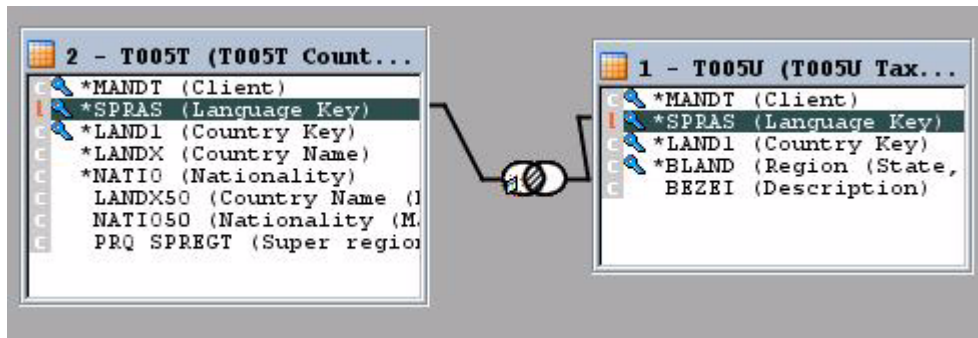 2 - T005T (T005T Count...
C *MANDT (Client)
l *SPRAS (Language Key)
C *LAND1 (Country Key)
C *LANDX (Country Name)
C *NATIO (Nationality)
C LANDX50 (Country Name (
C NATIO50 (Nationality (M
C PRQ SPREGT (Super region
1 - T005U (T005U Tax...
C *MANDT (Client)
l *SPRAS (Language Key)
C *LAND1 (Country Key)
C *BLAND (Region (State,
C BEZEI (Description)